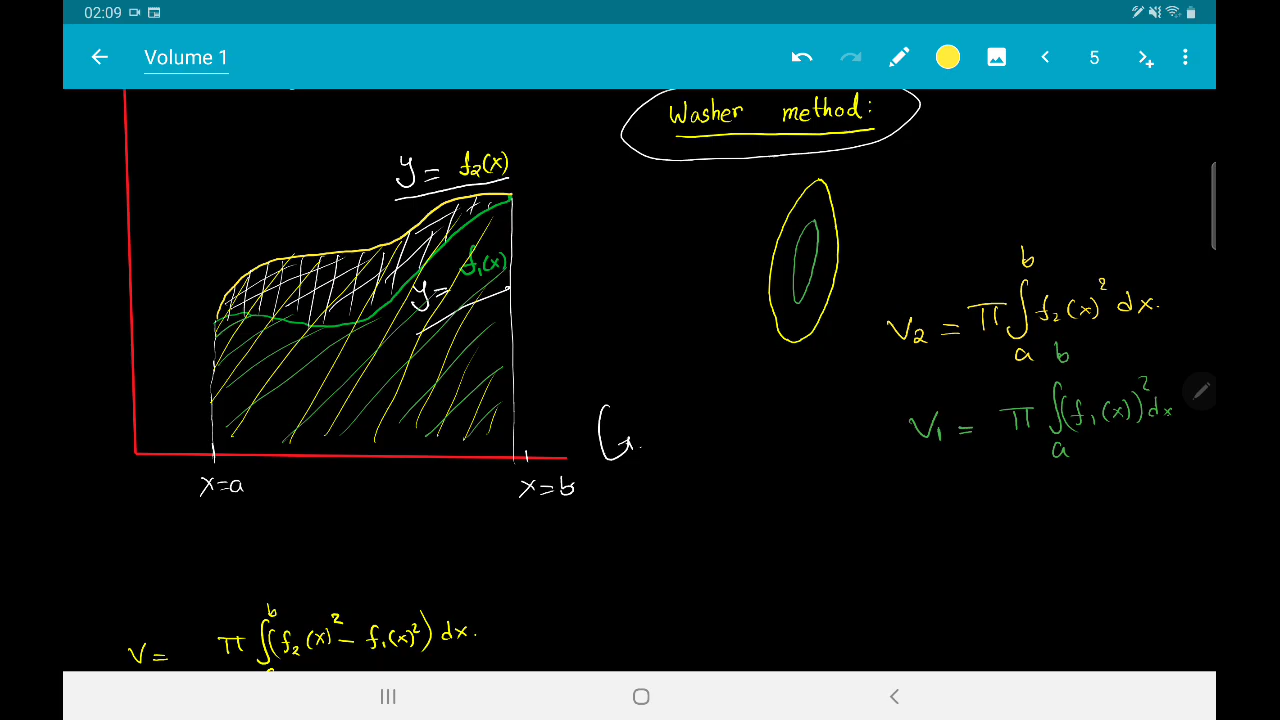 02:09
Volume 1
5
Washer method:
y = f₂(x)
y = f₁(x)
V₂ = π ∫ₐᵇ f₂(x)² dx.
V₁ = π ∫ₐᵇ (f₁(x))² dx
x=a
x=b
V = π ∫ᵇ (f₂(x)² − f₁(x)²) dx.